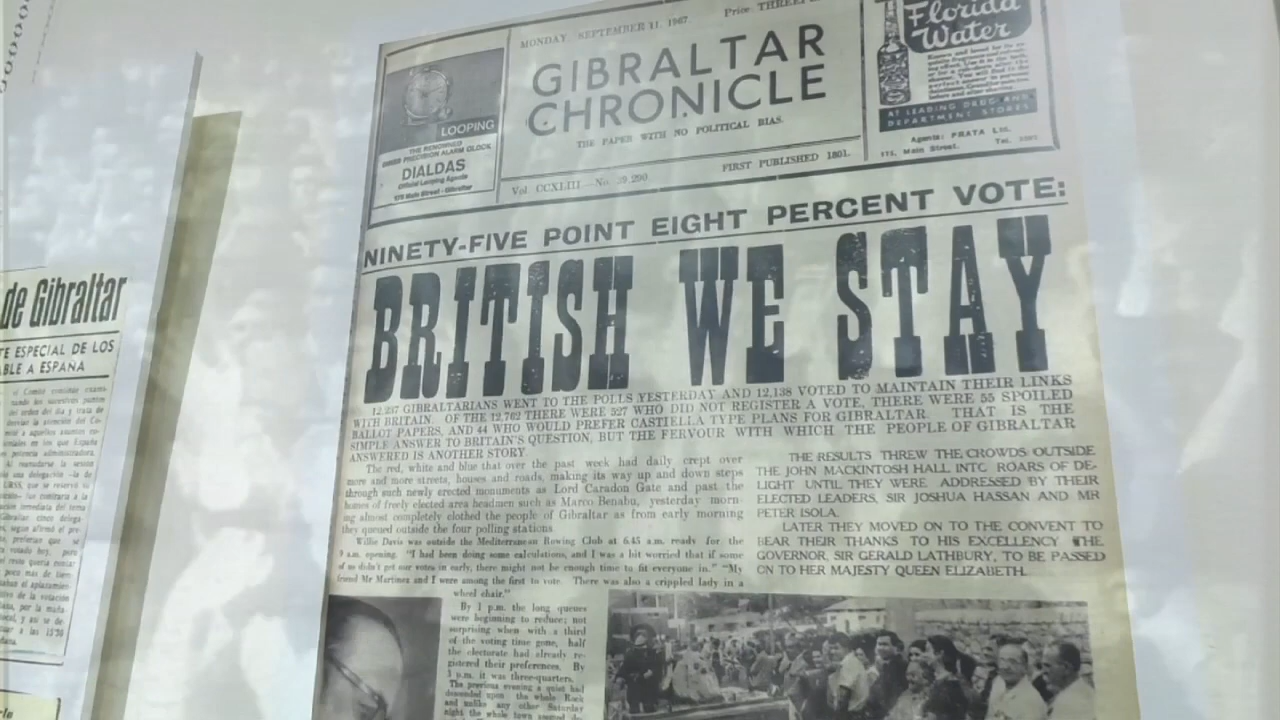 de Gibraltar
TE ESPECIAL DE LOS
ABLE A ESPAÑA
MONDAY, SEPTEMBER 11, 1967
GIBRALTAR
CHRONICLE
THE PAPER WITH NO POLITICAL BIAS.
Vol. CCXLIII—No. 39,290
FIRST PUBLISHED 1801.
LOOPING
THE RENOWNED
SWISS PRECISION ALARM CLOCK
DIALDAS
Official Looping Agents
Main Street - Gibraltar
Florida
Water
AT LEADING DRUG AND
DEPARTMENT STORES
Agents: PRATA Ltd.
Main Street.
NINETY-FIVE POINT EIGHT PERCENT VOTE:
BRITISH WE STAY
12,237 GIBRALTARIANS WENT TO THE POLLS YESTERDAY AND 12,138 VOTED TO MAINTAIN THEIR LINKS
WITH BRITAIN. OF THE 12,762 THERE WERE 527 WHO DID NOT REGISTER A VOTE, THERE WERE 55 SPOILED
BALLOT PAPERS, AND 44 WHO WOULD PREFER CASTIELLA TYPE PLANS FOR GIBRALTAR. THAT IS THE
SIMPLE ANSWER TO BRITAIN'S QUESTION, BUT THE FERVOUR WITH WHICH THE PEOPLE OF GIBRALTAR
ANSWERED IS ANOTHER STORY.
The red, white and blue that over the past week had daily crept over
more and more streets, houses and roads, making its way up and down steps
through such newly erected monuments as Lord Caradon Gate and past the
homes of freely elected area headmen such as Marco Benabu, yesterday morn-
ing almost completely clothed the people of Gibraltar as from early morning
they queued outside the four polling stations.
Willie Davis was outside the Mediterranean Rowing Club at 6.45 a.m. ready for the
9 a.m. opening. "I had been doing some calculations, and I was a bit worried that if some
of us didn't get our votes in early, there might not be enough time to fit everyone in." "My
friend Mr Martinez and I were among the first to vote. There was also a crippled lady in a
wheel chair."
By 1 p.m. the long queues
were beginning to reduce; not
surprising when with a third
of the voting time gone, half
the electorate had already re-
gistered their preferences. By
3 p.m. it was three-quarters.
The previous evening a quiet had
descended upon the whole Rock
and unlike any other Saturday
night the whole town
THE RESULTS THREW THE CROWDS OUTSIDE
THE JOHN MACKINTOSH HALL INTO ROARS OF DE-
LIGHT UNTIL THEY WERE ADDRESSED BY THEIR
ELECTED LEADERS, SIR JOSHUA HASSAN AND MR
PETER ISOLA.
LATER THEY MOVED ON TO THE CONVENT TO
BEAR THEIR THANKS TO HIS EXCELLENCY THE
GOVERNOR, SIR GERALD LATHBURY, TO BE PASSED
ON TO HER MAJESTY QUEEN ELIZABETH.